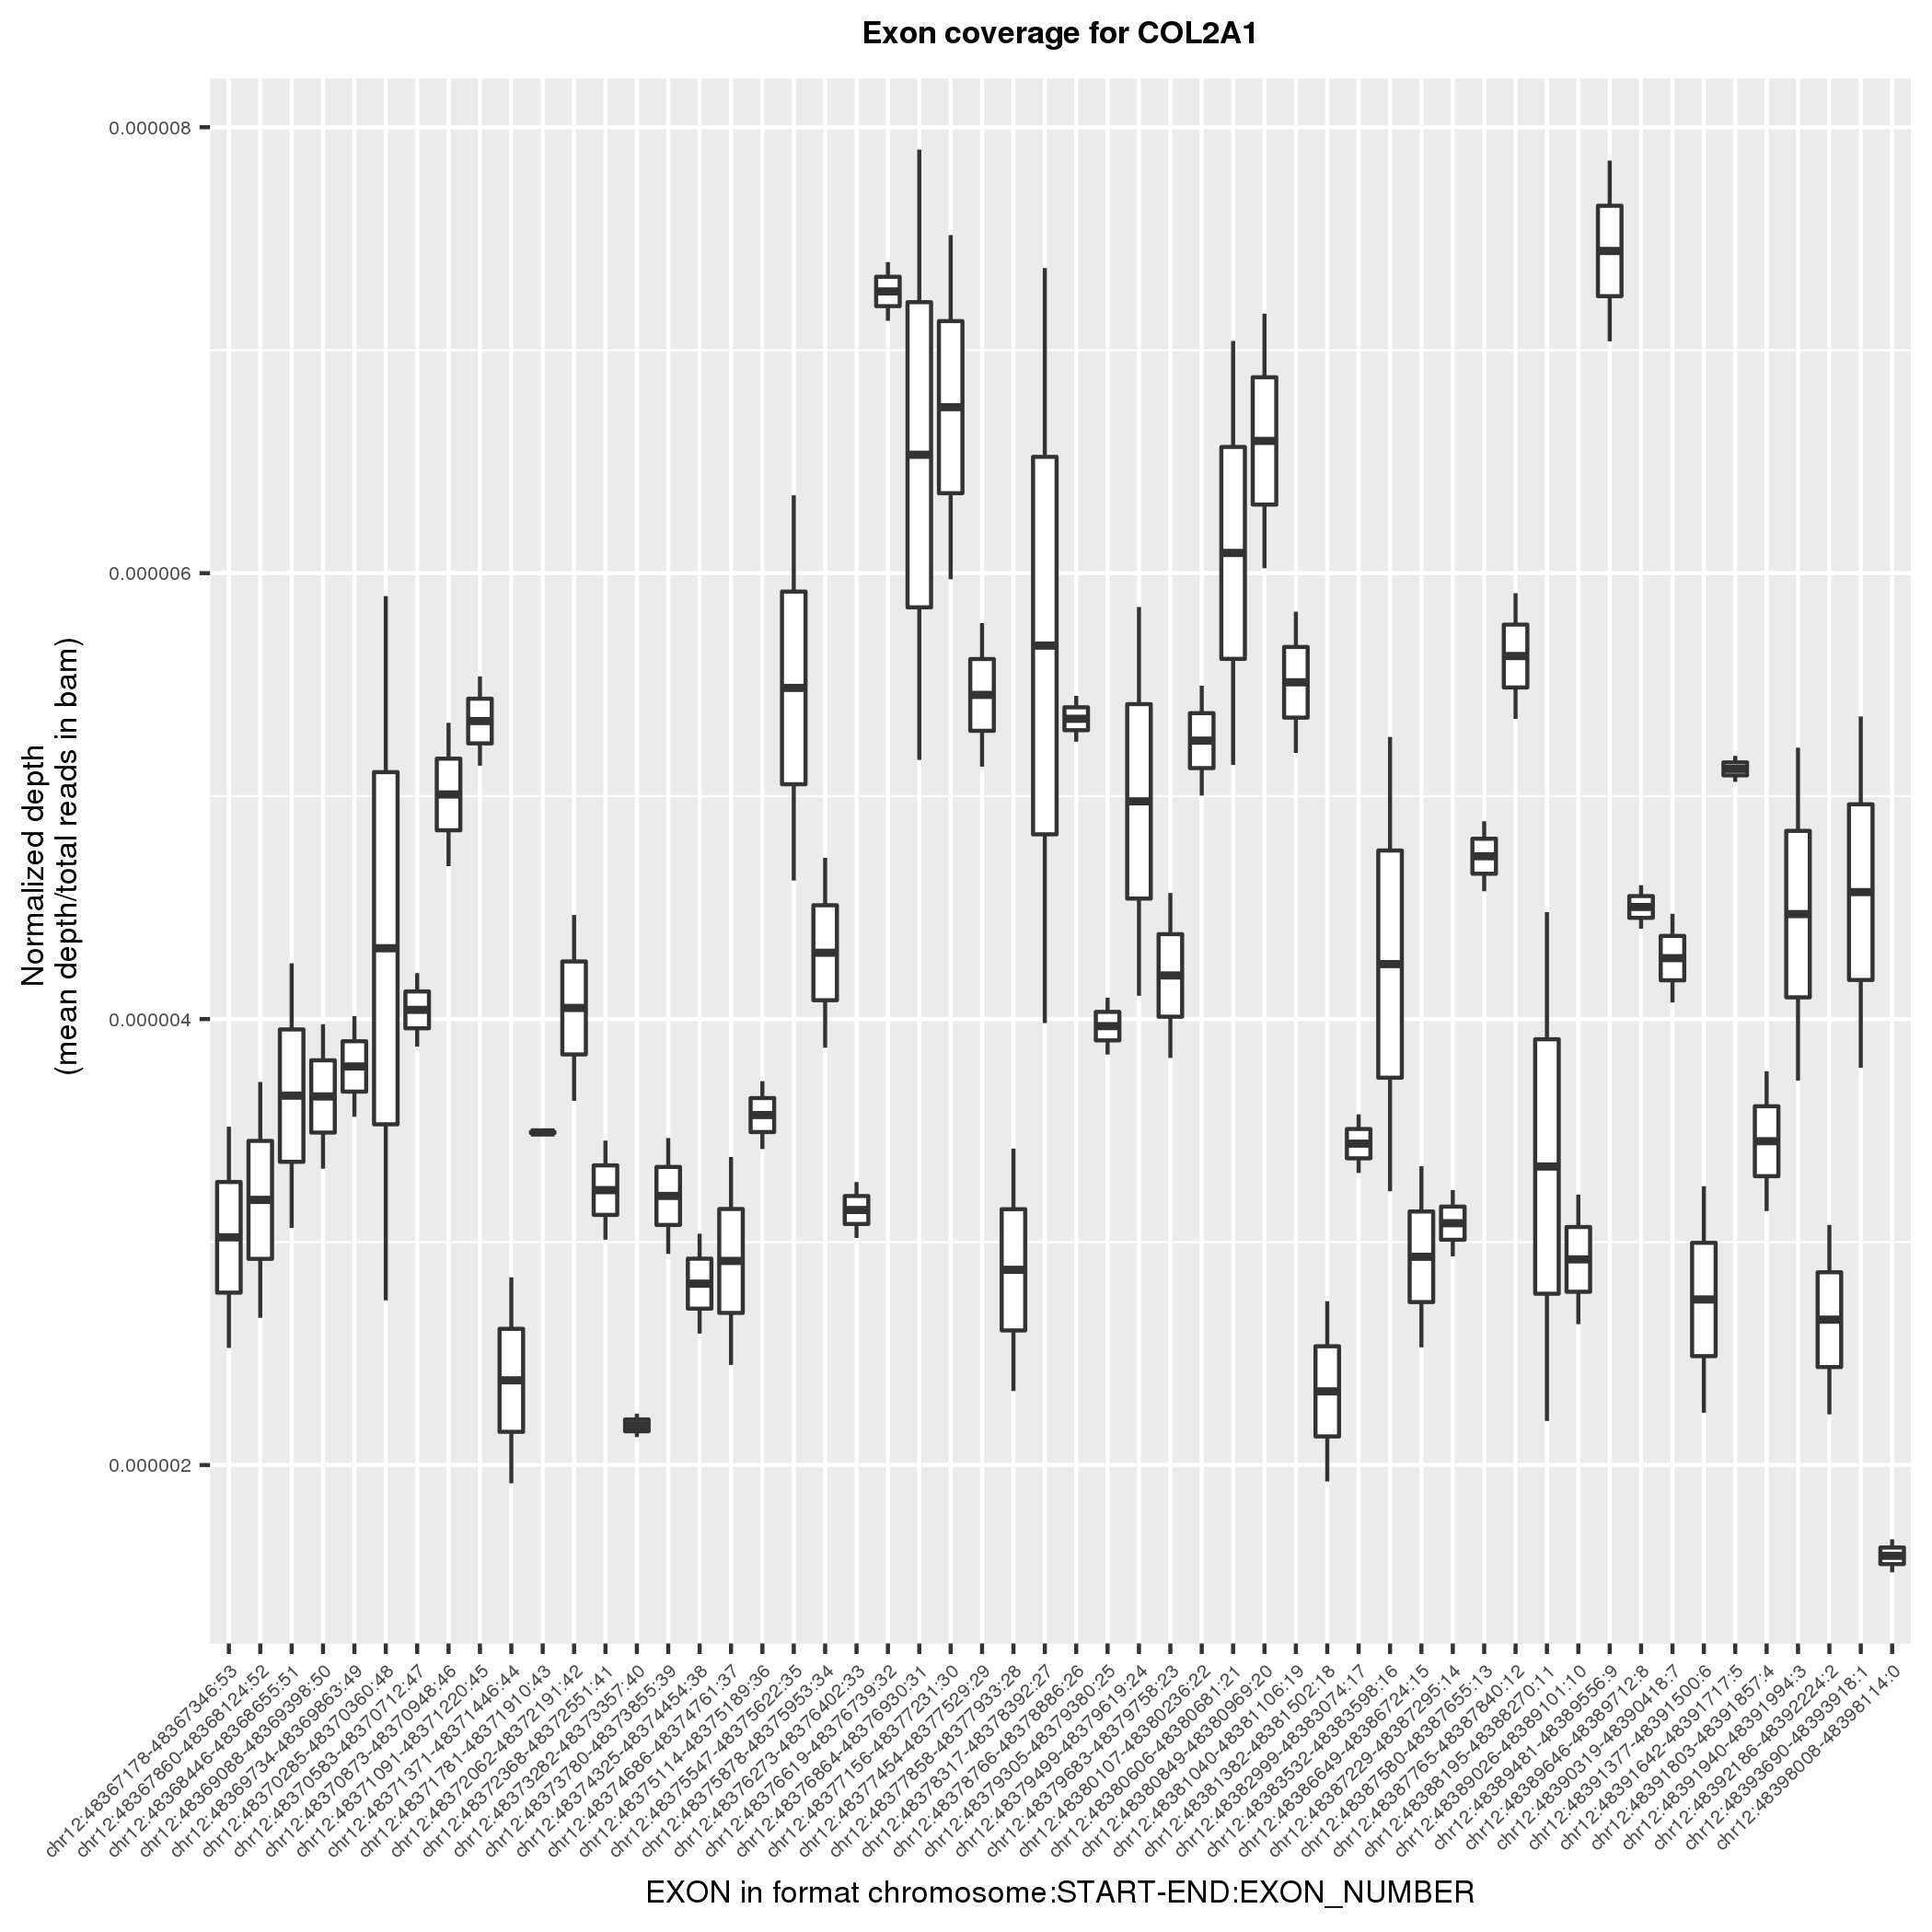 Exon coverage for COL2A1
0.000008
0.000006
0.000004
0.000002
Normalized depth
(mean depth/total reads in bam)
chr12:48367178-48367346:53
chr12:48367860-48368124:52
chr12:48368446-48368655:51
chr12:48369088-48369398:50
chr12:48369734-48369863:49
chr12:48370285-48370360:48
chr12:48370583-48370712:47
chr12:48370873-48370948:46
chr12:48371091-48371220:45
chr12:48371371-48371446:44
chr12:48371781-48371910:43
chr12:48372062-48372191:42
chr12:48372368-48372551:41
chr12:48373282-48373357:40
chr12:48373780-48373855:39
chr12:48374325-48374454:38
chr12:48374686-48374761:37
chr12:48375114-48375189:36
chr12:48375547-48375622:35
chr12:48375878-48375953:34
chr12:48376273-48376402:33
chr12:48376619-48376739:32
chr12:48376864-48376930:31
chr12:48377156-48377231:30
chr12:48377454-48377529:29
chr12:48377858-48377933:28
chr12:48378317-48378392:27
chr12:48378766-48378886:26
chr12:48379305-48379380:25
chr12:48379499-48379619:24
chr12:48379683-48379758:23
chr12:48380107-48380236:22
chr12:48380606-48380681:21
chr12:48380849-48380969:20
chr12:48381040-48381106:19
chr12:48381382-48381502:18
chr12:48382999-48383074:17
chr12:48383532-48383598:16
chr12:48386649-48386724:15
chr12:48387229-48387295:14
chr12:48387580-48387655:13
chr12:48387765-48387840:12
chr12:48388195-48388270:11
chr12:48389026-48389101:10
chr12:48389481-48389556:9
chr12:48389646-48389712:8
chr12:48390319-48390418:7
chr12:48391377-48391500:6
chr12:48391642-48391717:5
chr12:48391803-48391857:4
chr12:48391940-48391994:3
chr12:48392186-48392224:2
chr12:48393690-48393918:1
chr12:48398008-48398114:0
EXON in format chromosome:START-END:EXON_NUMBER